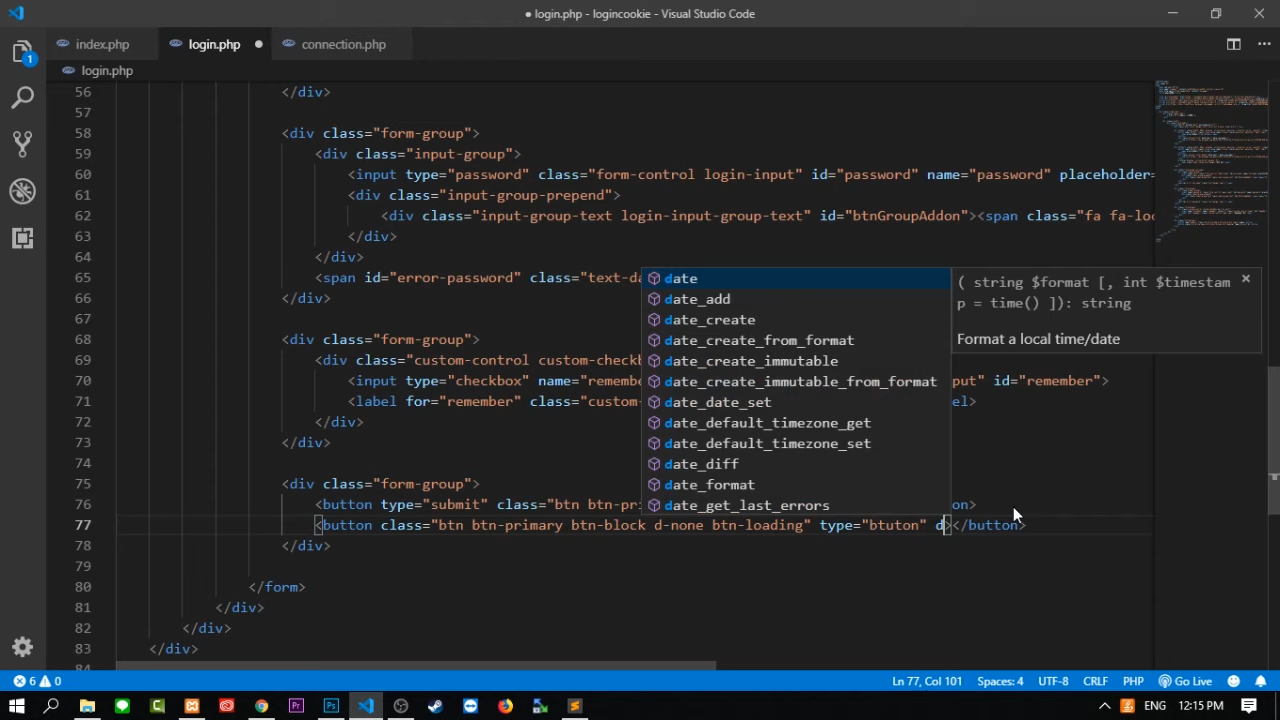 ● login.php - logincookie - Visual Studio Code
index.php login.php ● connection.php
1
login.php
56 </div>
57
58 <div class="form-group">
59 <div class="input-group">
60 <input type="password" class="form-control login-input" id="password" name="password" placeholder=
61 <div class="input-group-prepend">
62 <div class="input-group-text login-input-group-text" id="btnGroupAddon"><span class="fa fa-loc
63 </div>
64 </div>
65 <span id="error-password" class="text-da
66 </div>
67
68 <div class="form-group">
69 <div class="custom-control custom-checkb
70 <input type="checkbox" name="remembe put" id="remember">
71 <label for="remember" class="custom- el>
72 </div>
73 </div>
74
75 <div class="form-group">
76 <button type="submit" class="btn btn-pri on>
77 <button class="btn btn-primary btn-block d-none btn-loading" type="btuton" d></button>
78 </div>
79
80 </form>
81 </div>
82 </div>
83 </div>
84
date
date_add
date_create
date_create_from_format
date_create_immutable
date_create_immutable_from_format
date_date_set
date_default_timezone_get
date_default_timezone_set
date_diff
date_format
date_get_last_errors
( string $format [, int $timestam
p = time() ]): string
Format a local time/date
6 0 Ln 77, Col 101 Spaces: 4 UTF-8 CRLF PHP Go Live
ENG 12:15 PM